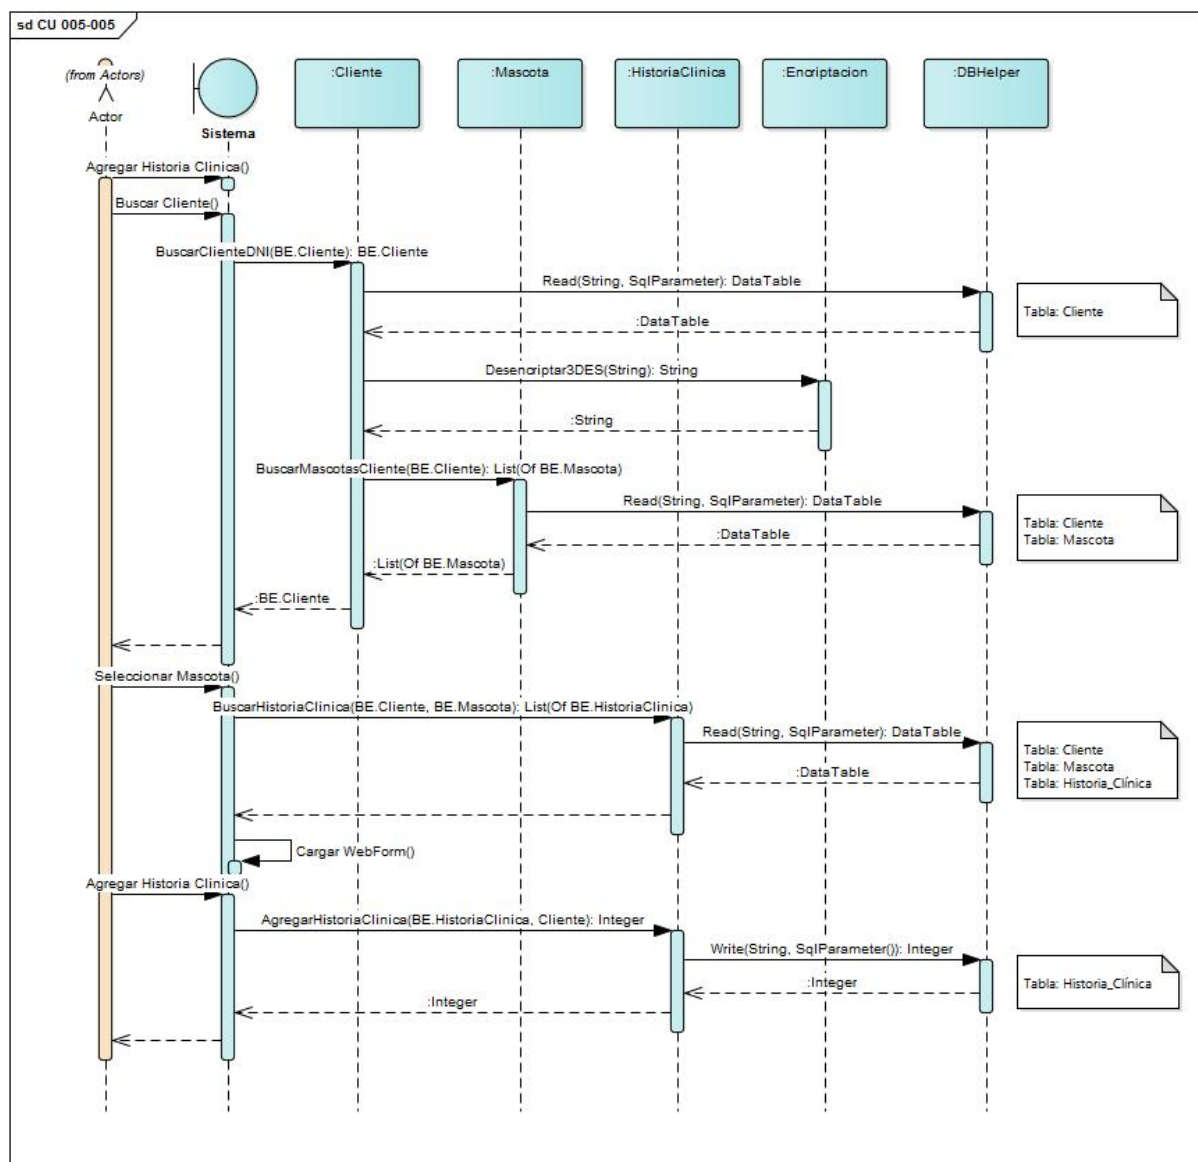 sd CU 005-005
(from Actors)
Actor
Sistema
:Cliente
:Mascota
:HistoriaClinica
:Encriptacion
:DBHelper
Agregar Historia Clinica()
Buscar Cliente()
BuscarClienteDNI(BE.Cliente): BE.Cliente
Read(String, SqlParameter): DataTable
Tabla: Cliente
:DataTable
Desencriptar3DES(String): String
:String
BuscarMascotasCliente(BE.Cliente): List(Of BE.Mascota)
Read(String, SqlParameter): DataTable
Tabla: Cliente
Tabla: Mascota
:DataTable
:List(Of BE.Mascota)
:BE.Cliente
Seleccionar Mascota()
BuscarHistoriaClinica(BE.Cliente, BE.Mascota): List(Of BE.HistoriaClinica)
Read(String, SqlParameter): DataTable
Tabla: Cliente
Tabla: Mascota
Tabla: Historia_Clínica
:DataTable
Cargar WebForm()
Agregar Historia Clinica()
AgregarHistoriaClinica(BE.HistoriaClinica, Cliente): Integer
Write(String, SqlParameter()): Integer
Tabla: Historia_Clínica
:Integer
:Integer